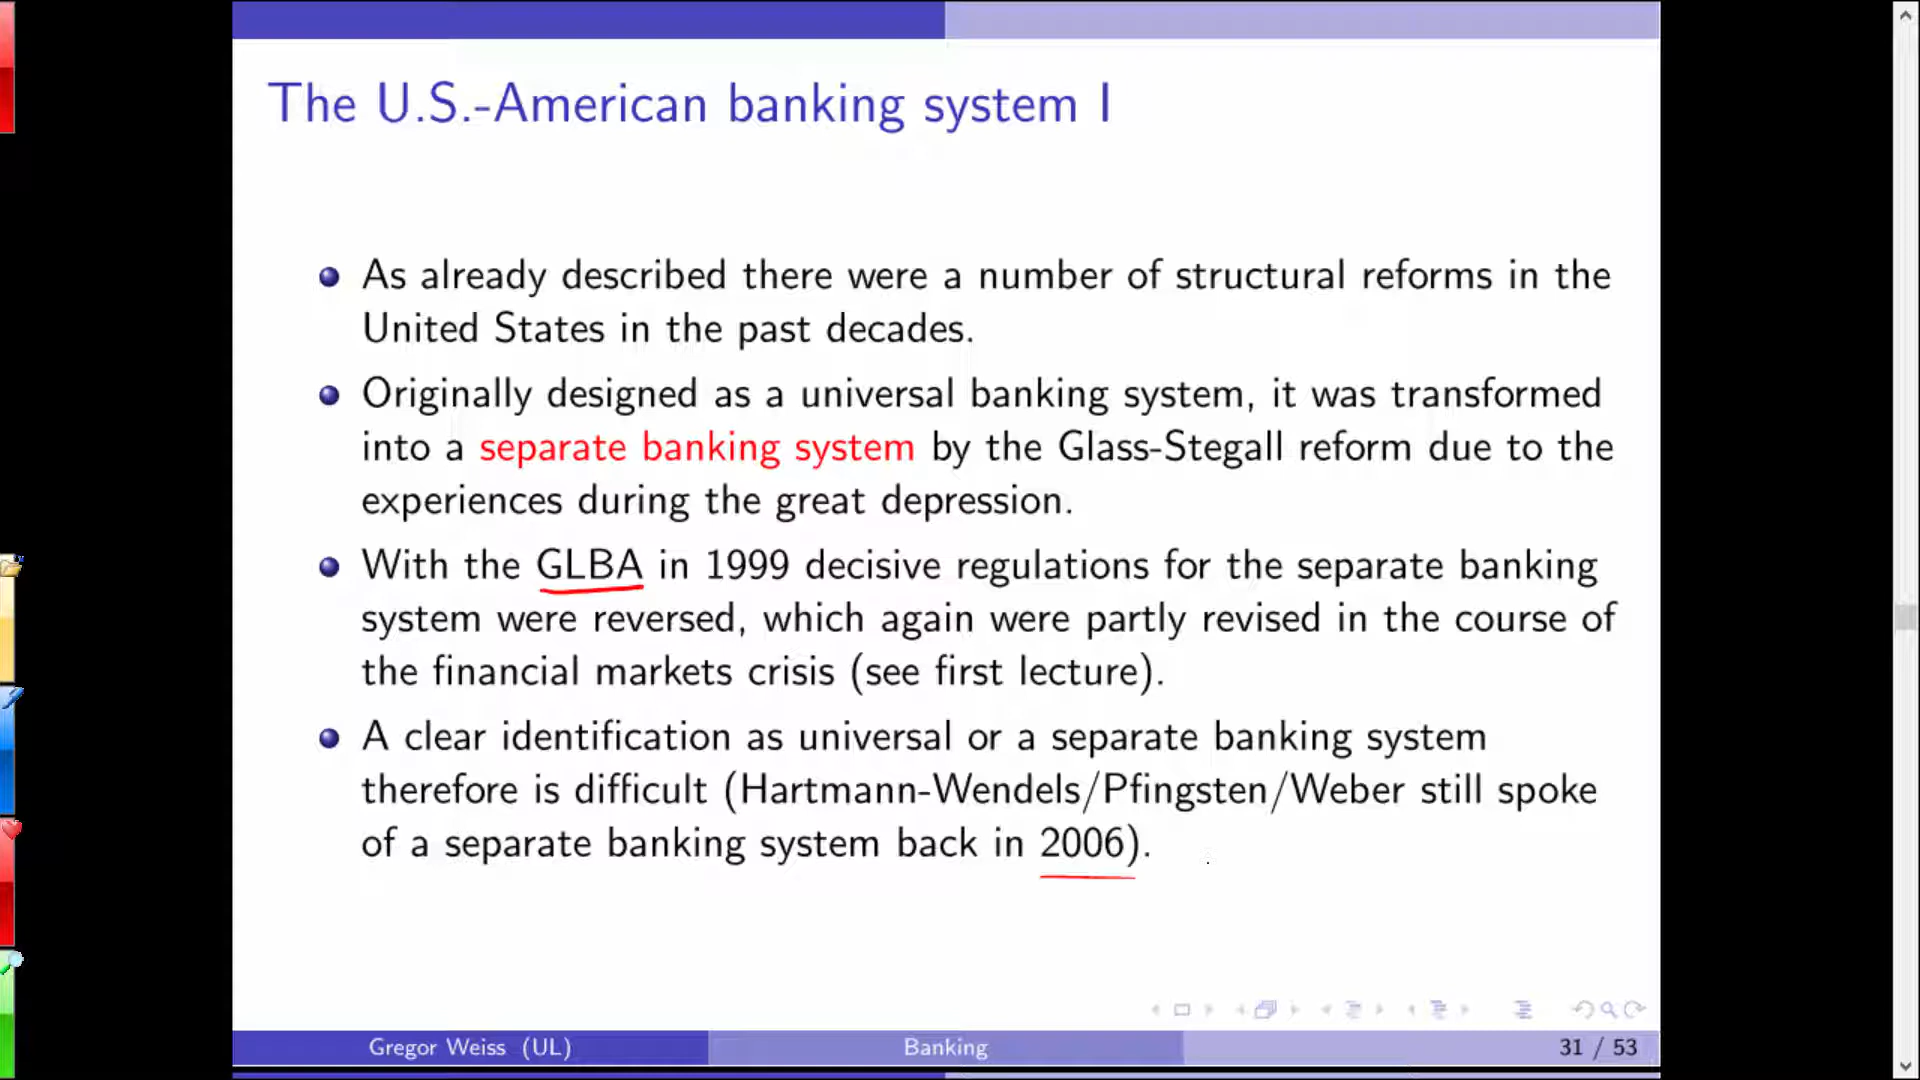 The U.S.-American banking system I
As already described there were a number of structural reforms in the
United States in the past decades.
Originally designed as a universal banking system, it was transformed
into a separate banking system by the Glass-Stegall reform due to the
experiences during the great depression.
With the GLBA in 1999 decisive regulations for the separate banking
system were reversed, which again were partly revised in the course of
the financial markets crisis (see first lecture).
A clear identification as universal or a separate banking system
therefore is difficult (Hartmann-Wendels/Pfingsten/Weber still spoke
of a separate banking system back in 2006).
Gregor Weiss (UL) Banking 31 / 53